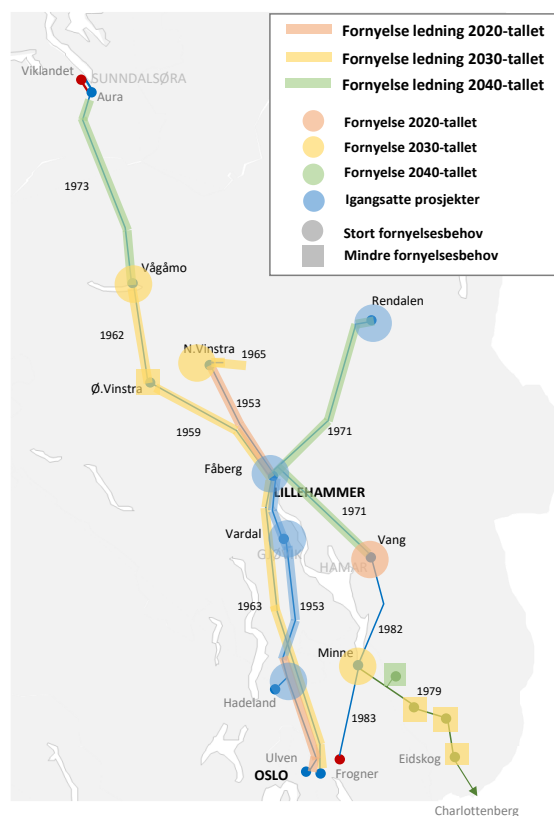 Fornyelse ledning 2020-tallet
Fornyelse ledning 2030-tallet
Fornyelse ledning 2040-tallet
Fornyelse 2020-tallet
Fornyelse 2030-tallet
Fornyelse 2040-tallet
Igangsatte prosjekter
Stort fornyelsesbehov
Mindre fornyelsesbehov
Viklandet
SUNNDALSØRA
Aura
1973
Vågåmo
Rendalen
1962
N.Vinstra
1965
Ø.Vinstra
1953
1959
1971
Fåberg
LILLEHAMMER
1971
Vardal
GJØVIK
Vang
HAMAR
1963
1953
1982
Minne
1979
Hadeland
1983
Ulven
Eidskog
OSLO
Frogner
Charlottenberg